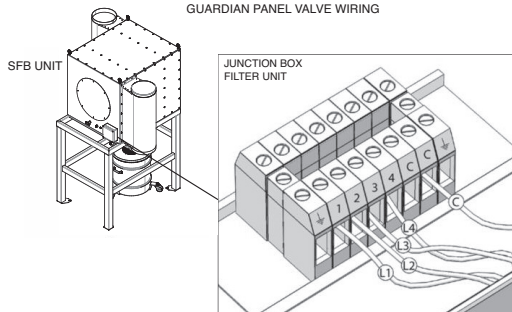 GUARDIAN PANEL VALVE WIRING
SFB UNIT
JUNCTION BOX
FILTER UNIT
1 2 3 4 C C
C
L4
L3
L2
L1